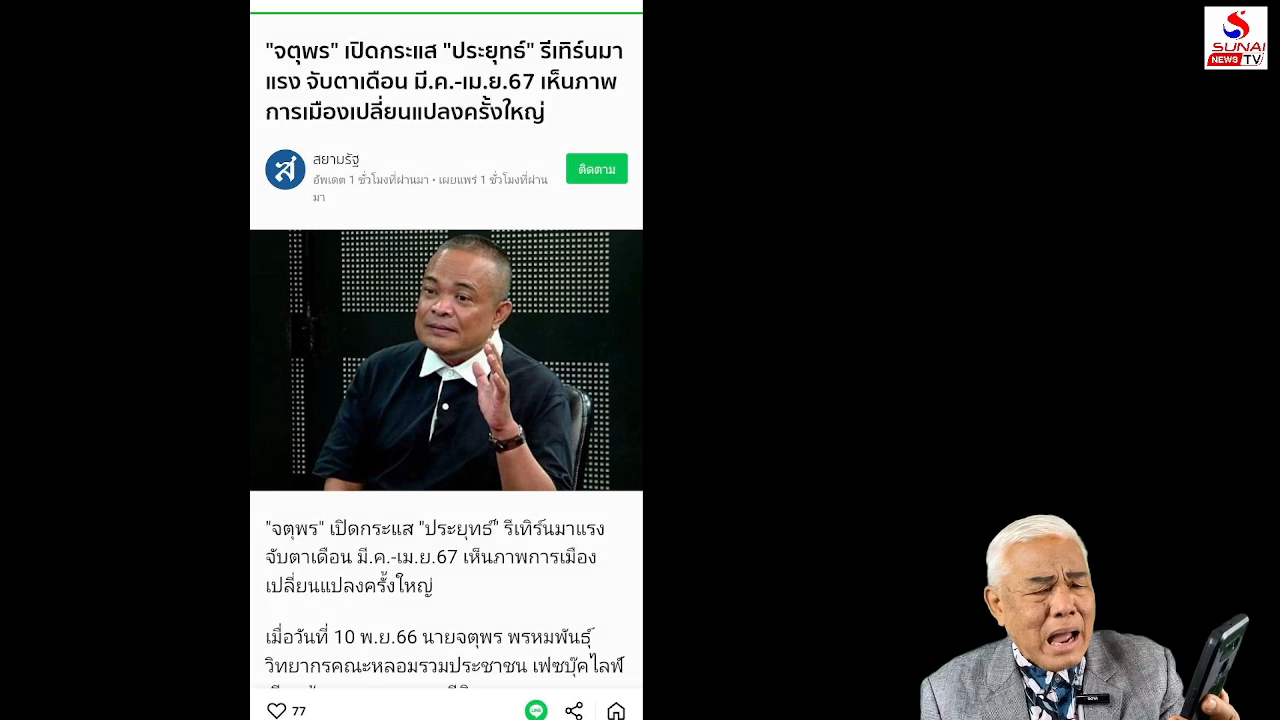 "จตุพร" เปิดกระแส "ประยุทธ์" รีเทิร์นมา
แรง จับตาเดือน มี.ค.-เม.ย.67 เห็นภาพ
การเมืองเปลี่ยนแปลงครั้งใหญ่
ส
สยามรัฐ
อัพเดต 1 ชั่วโมงที่ผ่านมา • เผยแพร่ 1 ชั่วโมงที่ผ่าน
มา
ติดตาม
"จตุพร" เปิดกระแส "ประยุทธ์" รีเทิร์นมาแรง
จับตาเดือน มี.ค.-เม.ย.67 เห็นภาพการเมือง
เปลี่ยนแปลงครั้งใหญ่
เมื่อวันที่ 10 พ.ย.66 นายจตุพร พรหมพันธุ์
วิทยากรคณะหลอมรวมประชาชน เฟซบุ๊คไลฟ์
77
LINE
SUNAI
NEWS TV